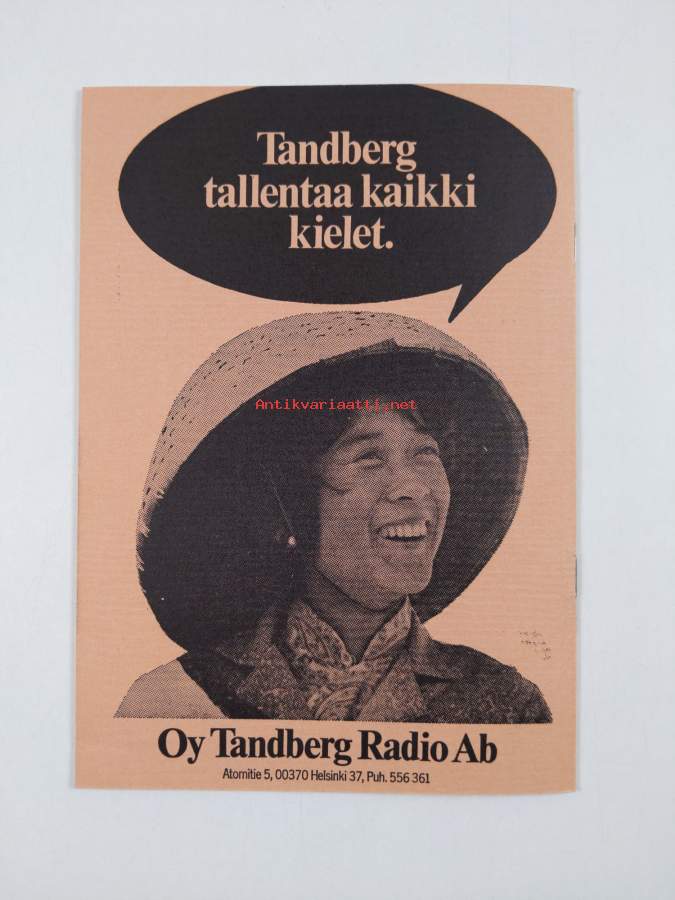 Tandberg
tallentaa kaikki
kielet.
Antikvariaatti.net
Oy Tandberg Radio Ab
Atomitie 5, 00370 Helsinki 37, Puh. 556 361